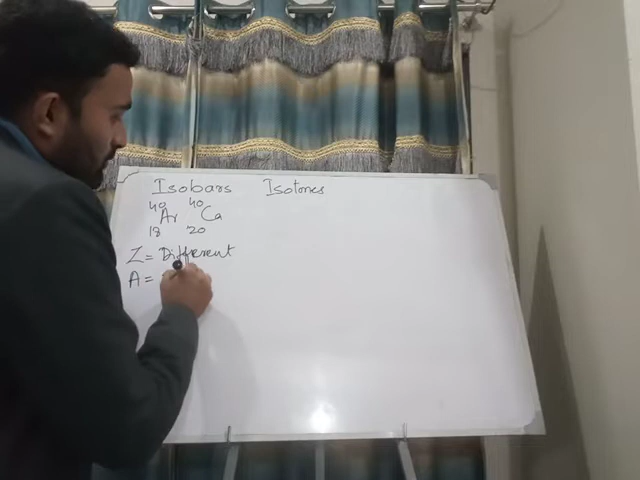 Isobars Isotones
40 Ar 18 40 Ca 20
Z = Different
A =